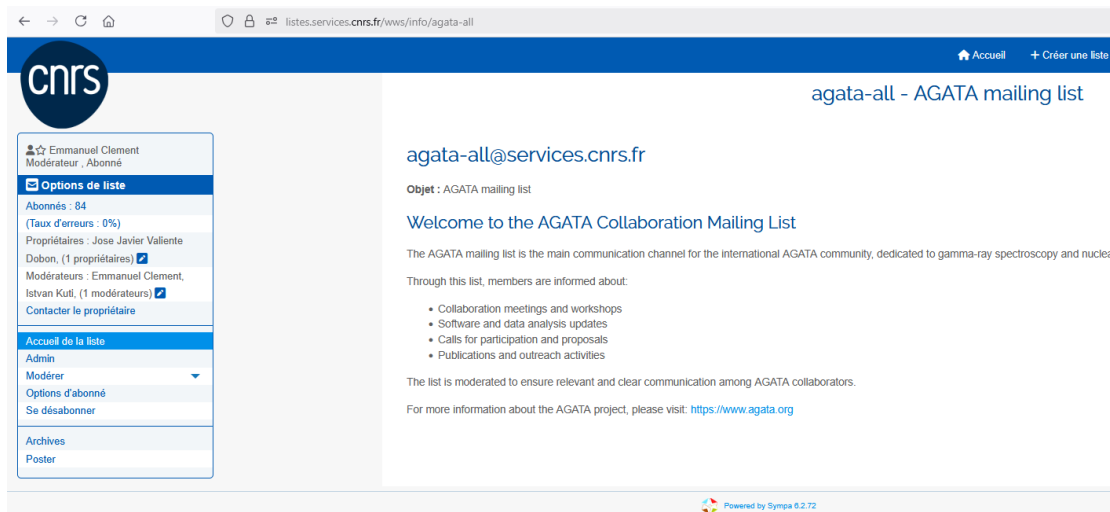 listes.services.cnrs.fr/wws/info/agata-all
Accueil + Créer une liste
cnrs
agata-all - AGATA mailing list
Emmanuel Clement
Modérateur , Abonné
Options de liste
Abonnés : 84
(Taux d'erreurs : 0%)
Propriétaires : Jose Javier Valiente
Dobon, (1 propriétaires)
Modérateurs : Emmanuel Clement,
Istvan Kuti, (1 modérateurs)
Contacter le propriétaire
Accueil de la liste
Admin
Modérer
Options d'abonné
Se désabonner
Archives
Poster
agata-all@services.cnrs.fr
Objet : AGATA mailing list
Welcome to the AGATA Collaboration Mailing List
The AGATA mailing list is the main communication channel for the international AGATA community, dedicated to gamma-ray spectroscopy and nuclea
Through this list, members are informed about:
• Collaboration meetings and workshops
• Software and data analysis updates
• Calls for participation and proposals
• Publications and outreach activities
The list is moderated to ensure relevant and clear communication among AGATA collaborators.
For more information about the AGATA project, please visit: https://www.agata.org
Powered by Sympa 6.2.72